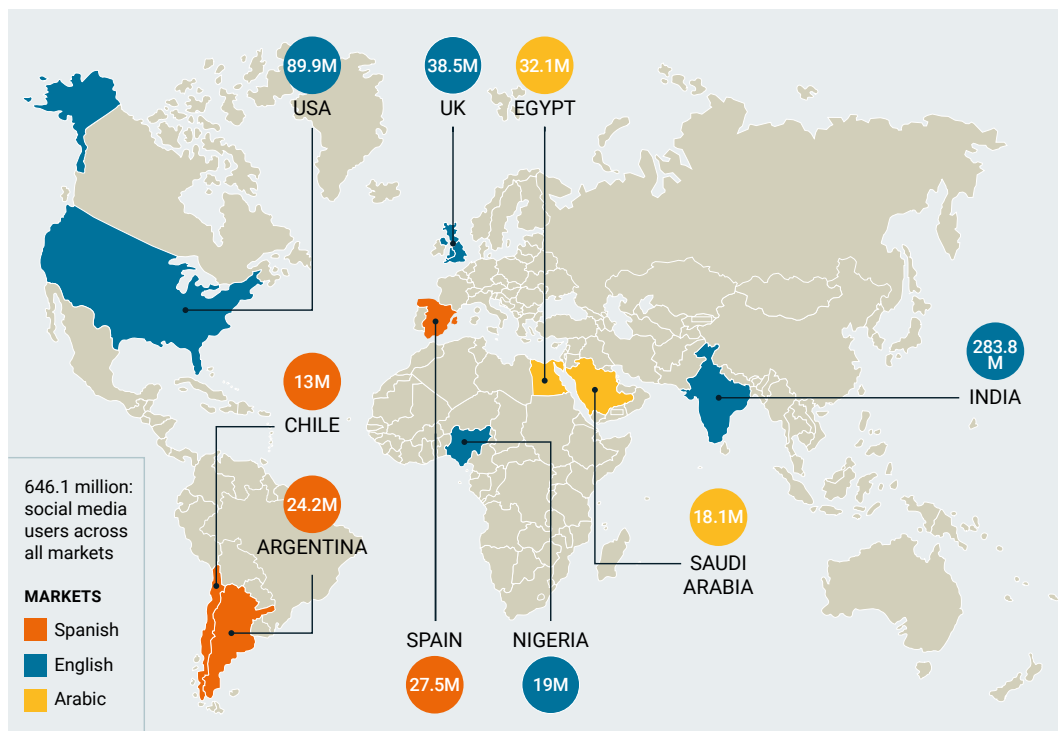 89.9M
USA
38.5M
UK
32.1M
EGYPT
283.8
M
INDIA
13M
CHILE
24.2M
ARGENTINA
18.1M
SAUDI
ARABIA
SPAIN
27.5M
NIGERIA
19M
646.1 million:
social media
users across
all markets
MARKETS
Spanish
English
Arabic